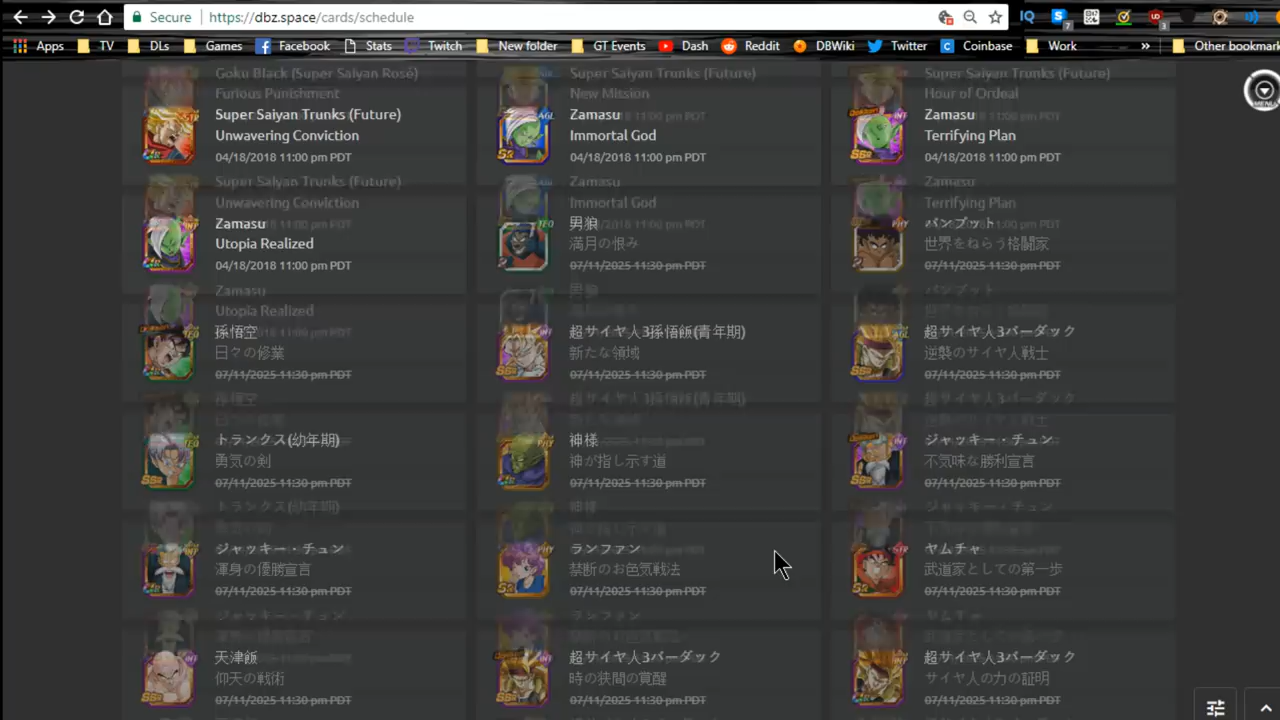 Secure https://dbz.space/cards/schedule
Apps TV DLs Games Facebook Stats Twitch New folder GT Events Dash Reddit DBWiki Twitter Coinbase Work » Other bookmark
Goku Black (Super Saiyan Rosé)
Furious Punishment
Super Saiyan Trunks (Future)
New Mission
Super Saiyan Trunks (Future)
Hour of Ordeal
Super Saiyan Trunks (Future)
Unwavering Conviction
04/18/2018 11:00 pm PDT
Zamasu
Immortal God
04/18/2018 11:00 pm PDT
Zamasu
Terrifying Plan
04/18/2018 11:00 pm PDT
Zamasu
Utopia Realized
04/18/2018 11:00 pm PDT
男狼
満月の恨み
07/11/2025 11:30 pm PDT
パンプット
世界をねらう格闘家
07/11/2025 11:30 pm PDT
孫悟空
日々の修業
07/11/2025 11:30 pm PDT
超サイヤ人3孫悟飯(青年期)
新たな領域
07/11/2025 11:30 pm PDT
超サイヤ人3バーダック
逆襲のサイヤ人戦士
07/11/2025 11:30 pm PDT
トランクス(幼年期)
勇気の剣
07/11/2025 11:30 pm PDT
神様
神が指し示す道
07/11/2025 11:30 pm PDT
ジャッキー・チュン
不気味な勝利宣言
07/11/2025 11:30 pm PDT
ジャッキー・チュン
渾身の優勝宣言
07/11/2025 11:30 pm PDT
ランファン
禁断のお色気戦法
07/11/2025 11:30 pm PDT
ヤムチャ
武道家としての第一歩
07/11/2025 11:30 pm PDT
天津飯
仰天の戦術
07/11/2025 11:30 pm PDT
超サイヤ人3バーダック
時の狭間の覚醒
07/11/2025 11:30 pm PDT
超サイヤ人3バーダック
サイヤ人の力の証明
07/11/2025 11:30 pm PDT
MENU